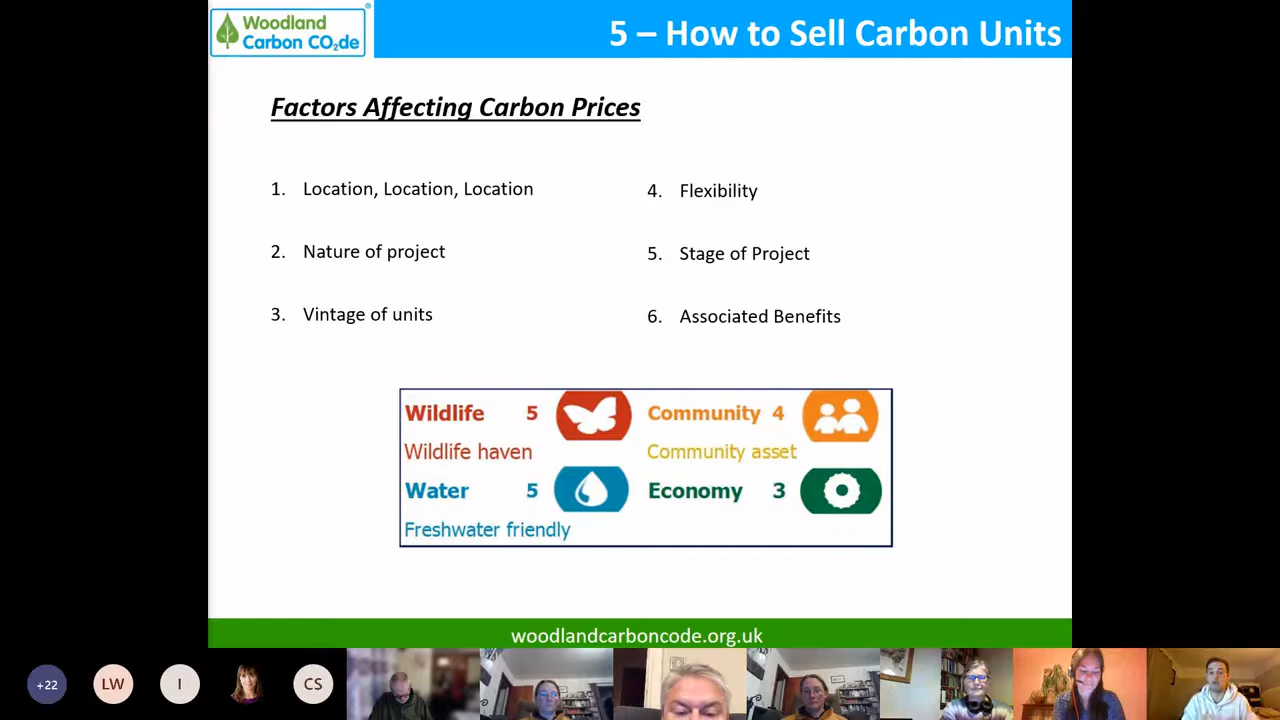 Woodland
Carbon CO₂de
®
5 – How to Sell Carbon Units
Factors Affecting Carbon Prices
1. Location, Location, Location
2. Nature of project
3. Vintage of units
4. Flexibility
5. Stage of Project
6. Associated Benefits
Wildlife 5
Wildlife haven
Community 4
Community asset
Water 5
Freshwater friendly
Economy 3
woodlandcarboncode.org.uk
+22
LW
I
CS